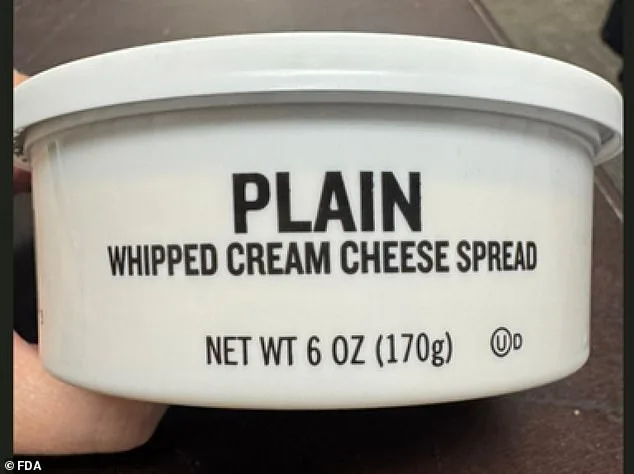 PLAIN
WHIPPED CREAM CHEESE SPREAD
NET WT 6 OZ (170g) ⓊD
© FDA